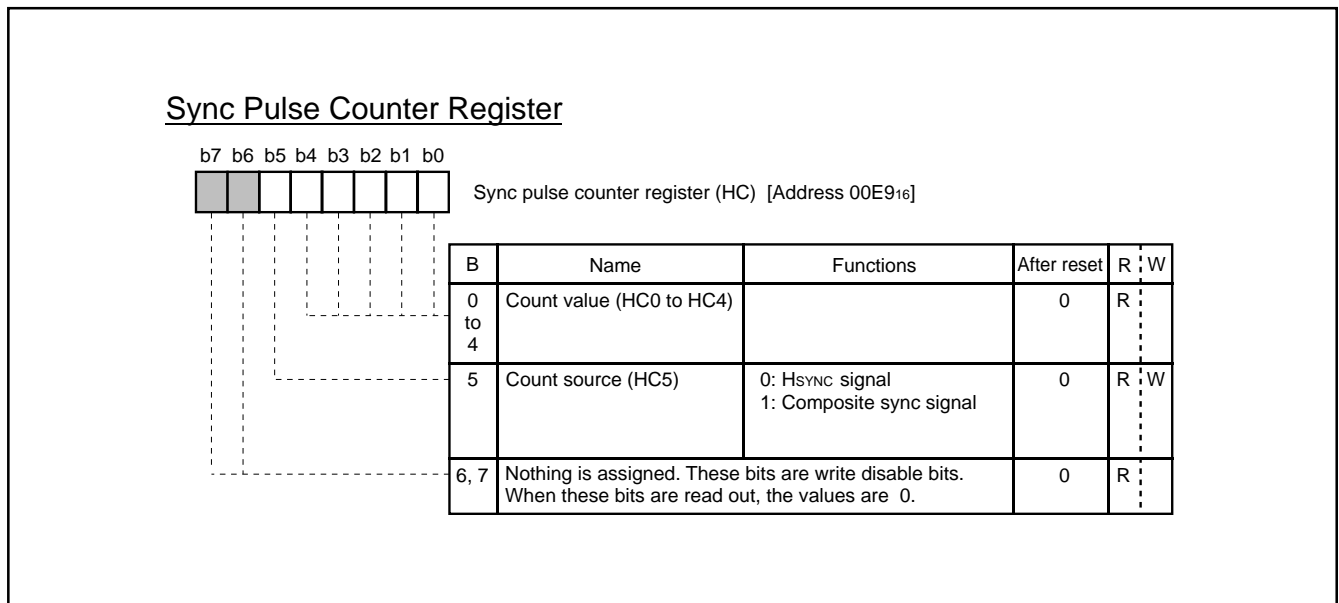 Sync Pulse Counter Register
b7 b6 b5 b4 b3 b2 b1 b0
Sync pulse counter register (HC) [Address 00E916]
B Name Functions After reset R W
0 to 4 Count value (HC0 to HC4) 0 R
5 Count source (HC5) 0: HSYNC signal 0 R W
1: Composite sync signal
6, 7 Nothing is assigned. These bits are write disable bits. 0 R
When these bits are read out, the values are 0.